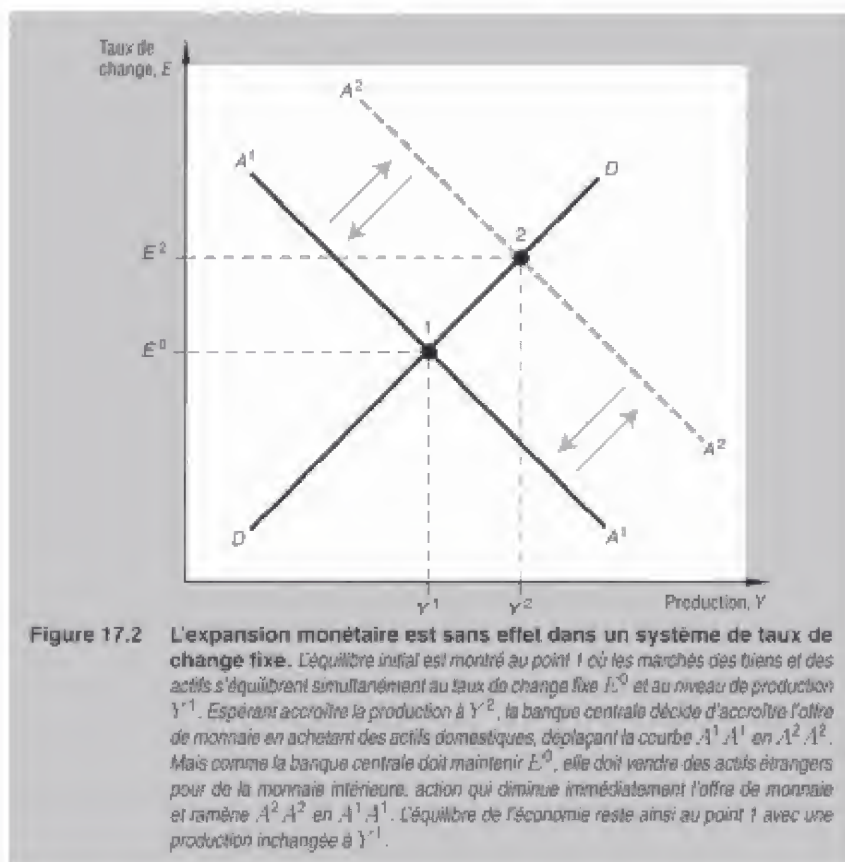 Taux de
change, E
A²
A¹
D
2
E²
1
E⁰
A²
D
A¹
Y¹
Y²
Production, Y
Figure 17.2 L'expansion monétaire est sans effet dans un système de taux de
change fixe. L'équilibre initial est montré au point 1 où les marchés des biens et des
actifs s'équilibrent simultanément au taux de change fixe E⁰ et au niveau de production
Y¹. Espérant accroître la production à Y², la banque centrale décide d'accroître l'offre
de monnaie en achetant des actifs domestiques, déplaçant la courbe A¹A¹ en A²A².
Mais comme la banque centrale doit maintenir E⁰, elle doit vendre des actifs étrangers
pour de la monnaie intérieure, action qui diminue immédiatement l'offre de monnaie
et ramène A²A² en A¹A¹. L'équilibre de l'économie reste ainsi au point 1 avec une
production inchangée à Y¹.